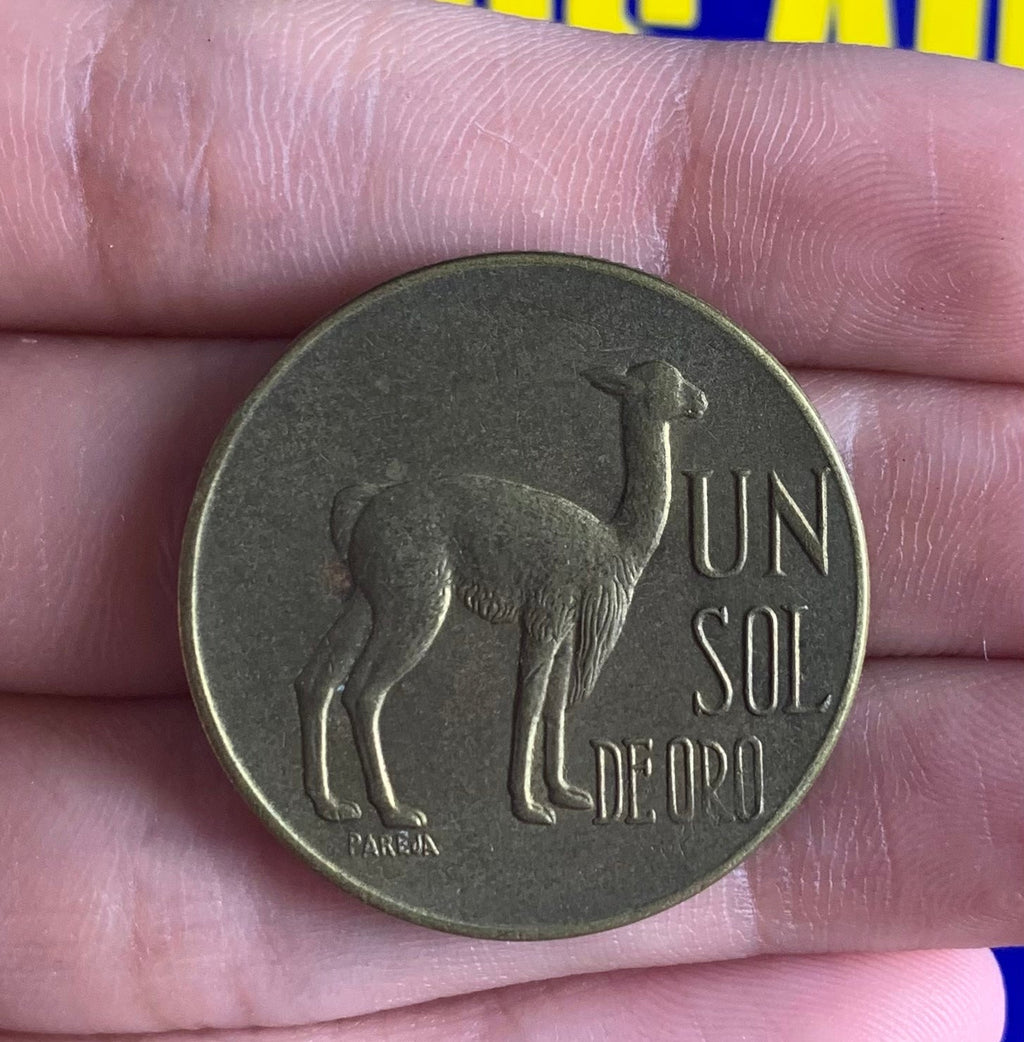 UN
SOL
DE ORO
PAREJA